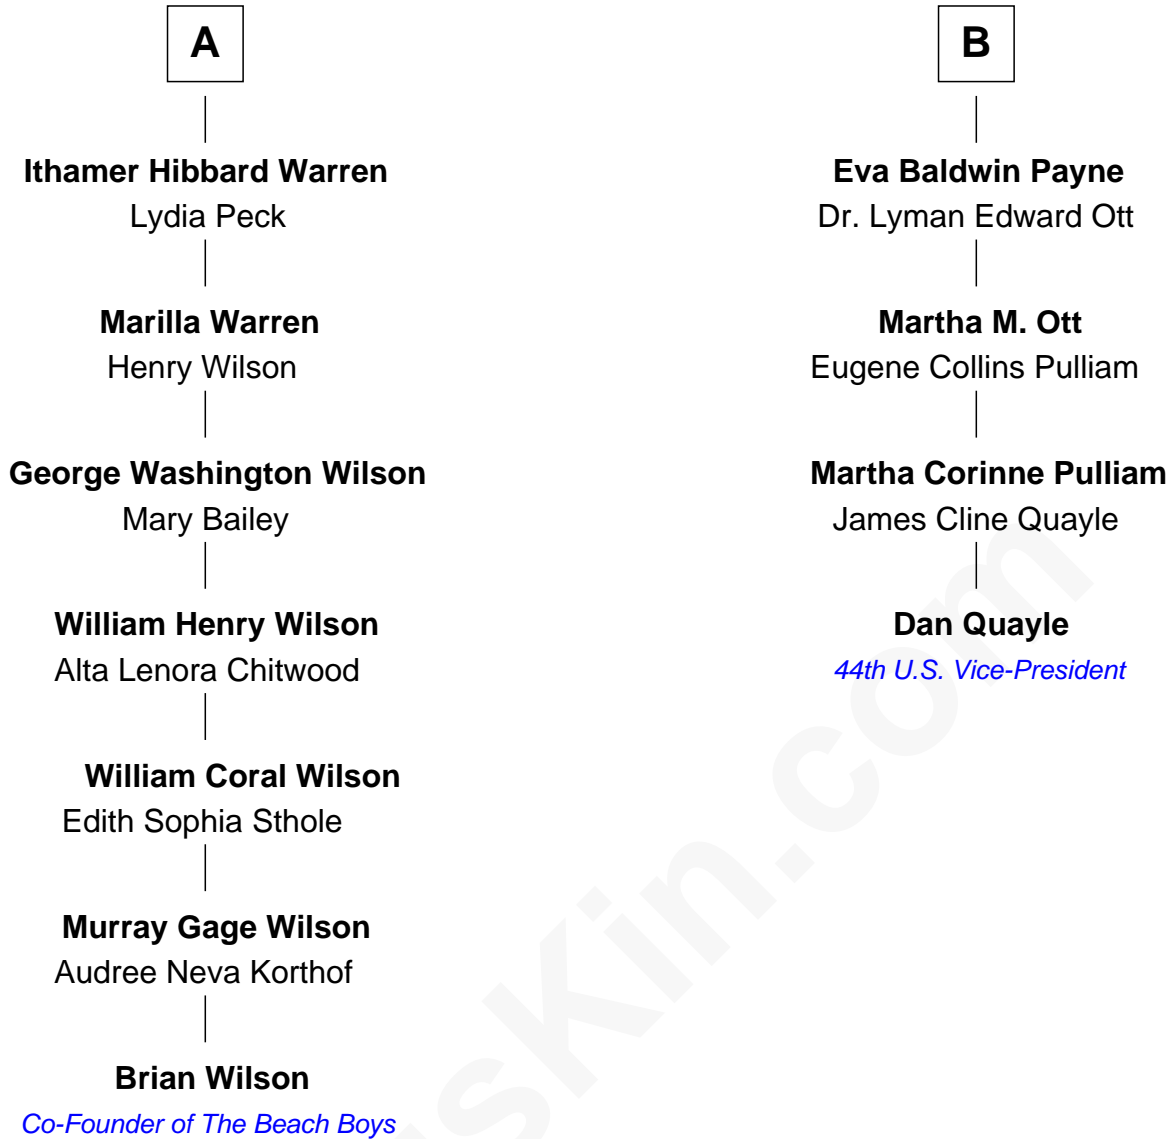 A
Ithamer Hibbard Warren
Lydia Peck
Marilla Warren
Henry Wilson
George Washington Wilson
Mary Bailey
William Henry Wilson
Alta Lenora Chitwood
William Coral Wilson
Edith Sophia Sthole
Murray Gage Wilson
Audree Neva Korthof
Brian Wilson
Co-Founder of The Beach Boys
B
Eva Baldwin Payne
Dr. Lyman Edward Ott
Martha M. Ott
Eugene Collins Pulliam
Martha Corinne Pulliam
James Cline Quayle
Dan Quayle
44th U.S. Vice-President
sKin.com